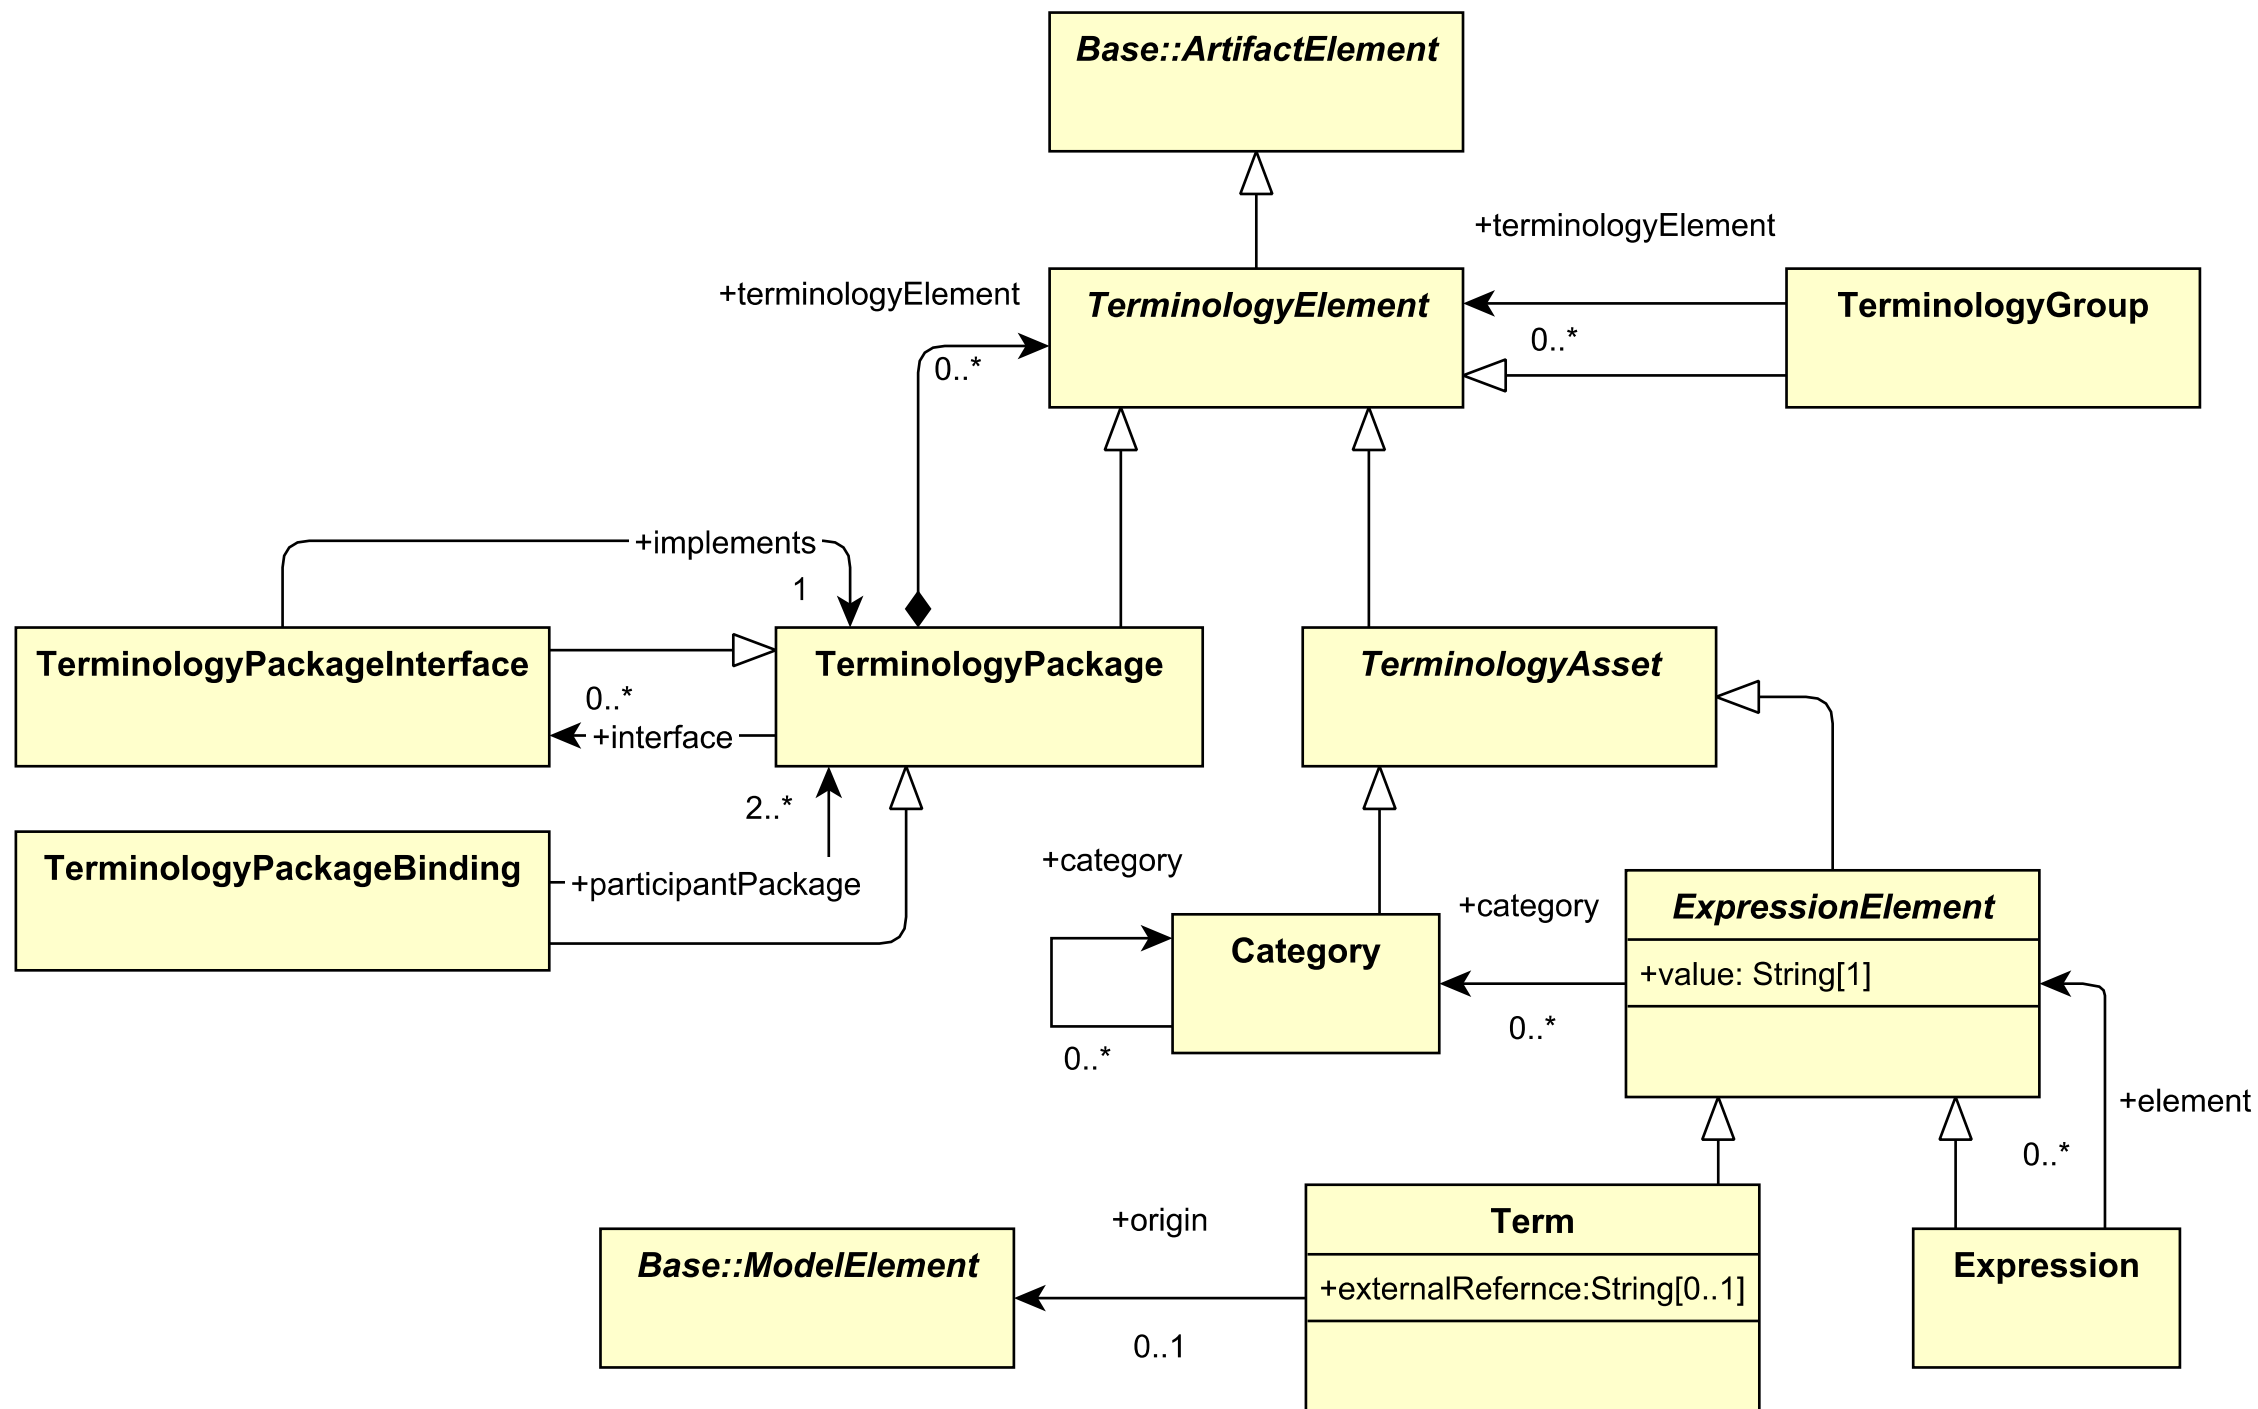 Base::ArtifactElement
+terminologyElement
+terminologyElement
TerminologyElement
TerminologyGroup
0..*
0..*
+implements
1
TerminologyPackageInterface
TerminologyPackage
TerminologyAsset
0..*
+interface
2..*
TerminologyPackageBinding
+participantPackage
+category
+category
ExpressionElement
Category
+value: String[1]
0..*
0..*
+element
0..*
+origin
Term
Base::ModelElement
Expression
+externalRefernce:String[0..1]
0..1